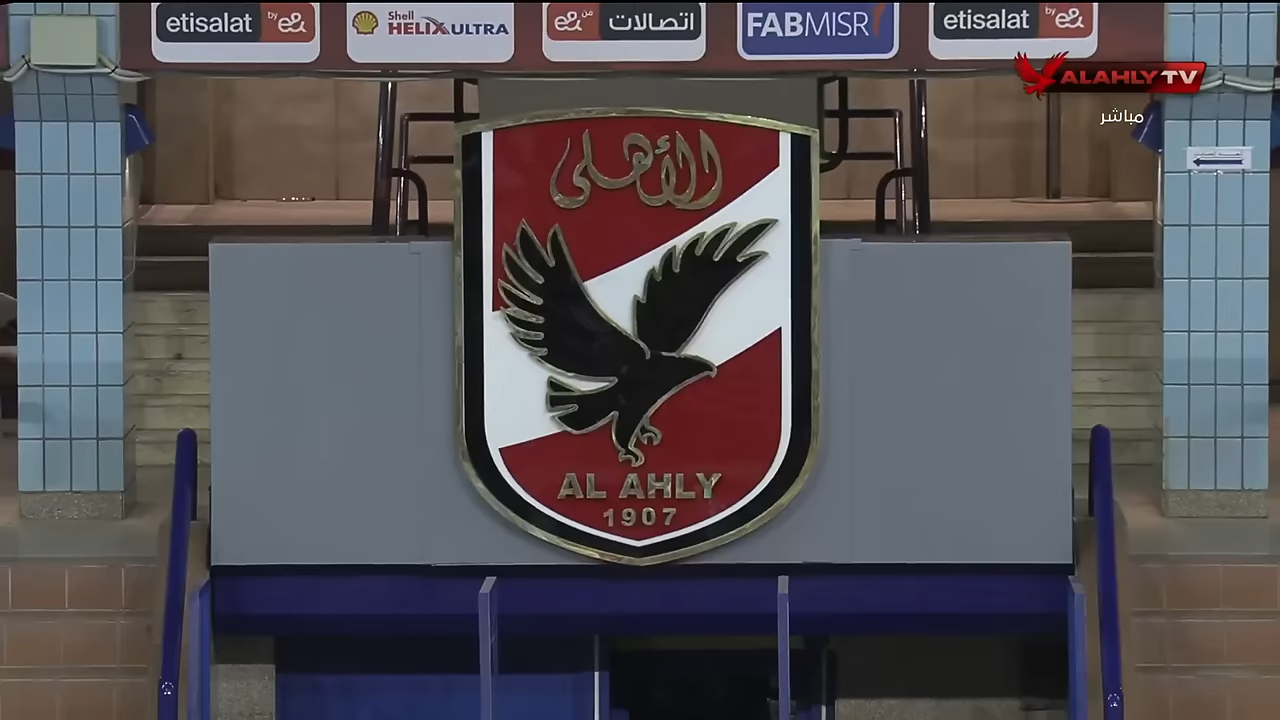 etisalat by e&
Shell HELIX ULTRA
اتصالات من e&
FABMISR
etisalat by e&
ALAHLY TV
مباشر
الأهلى
AL AHLY
1907